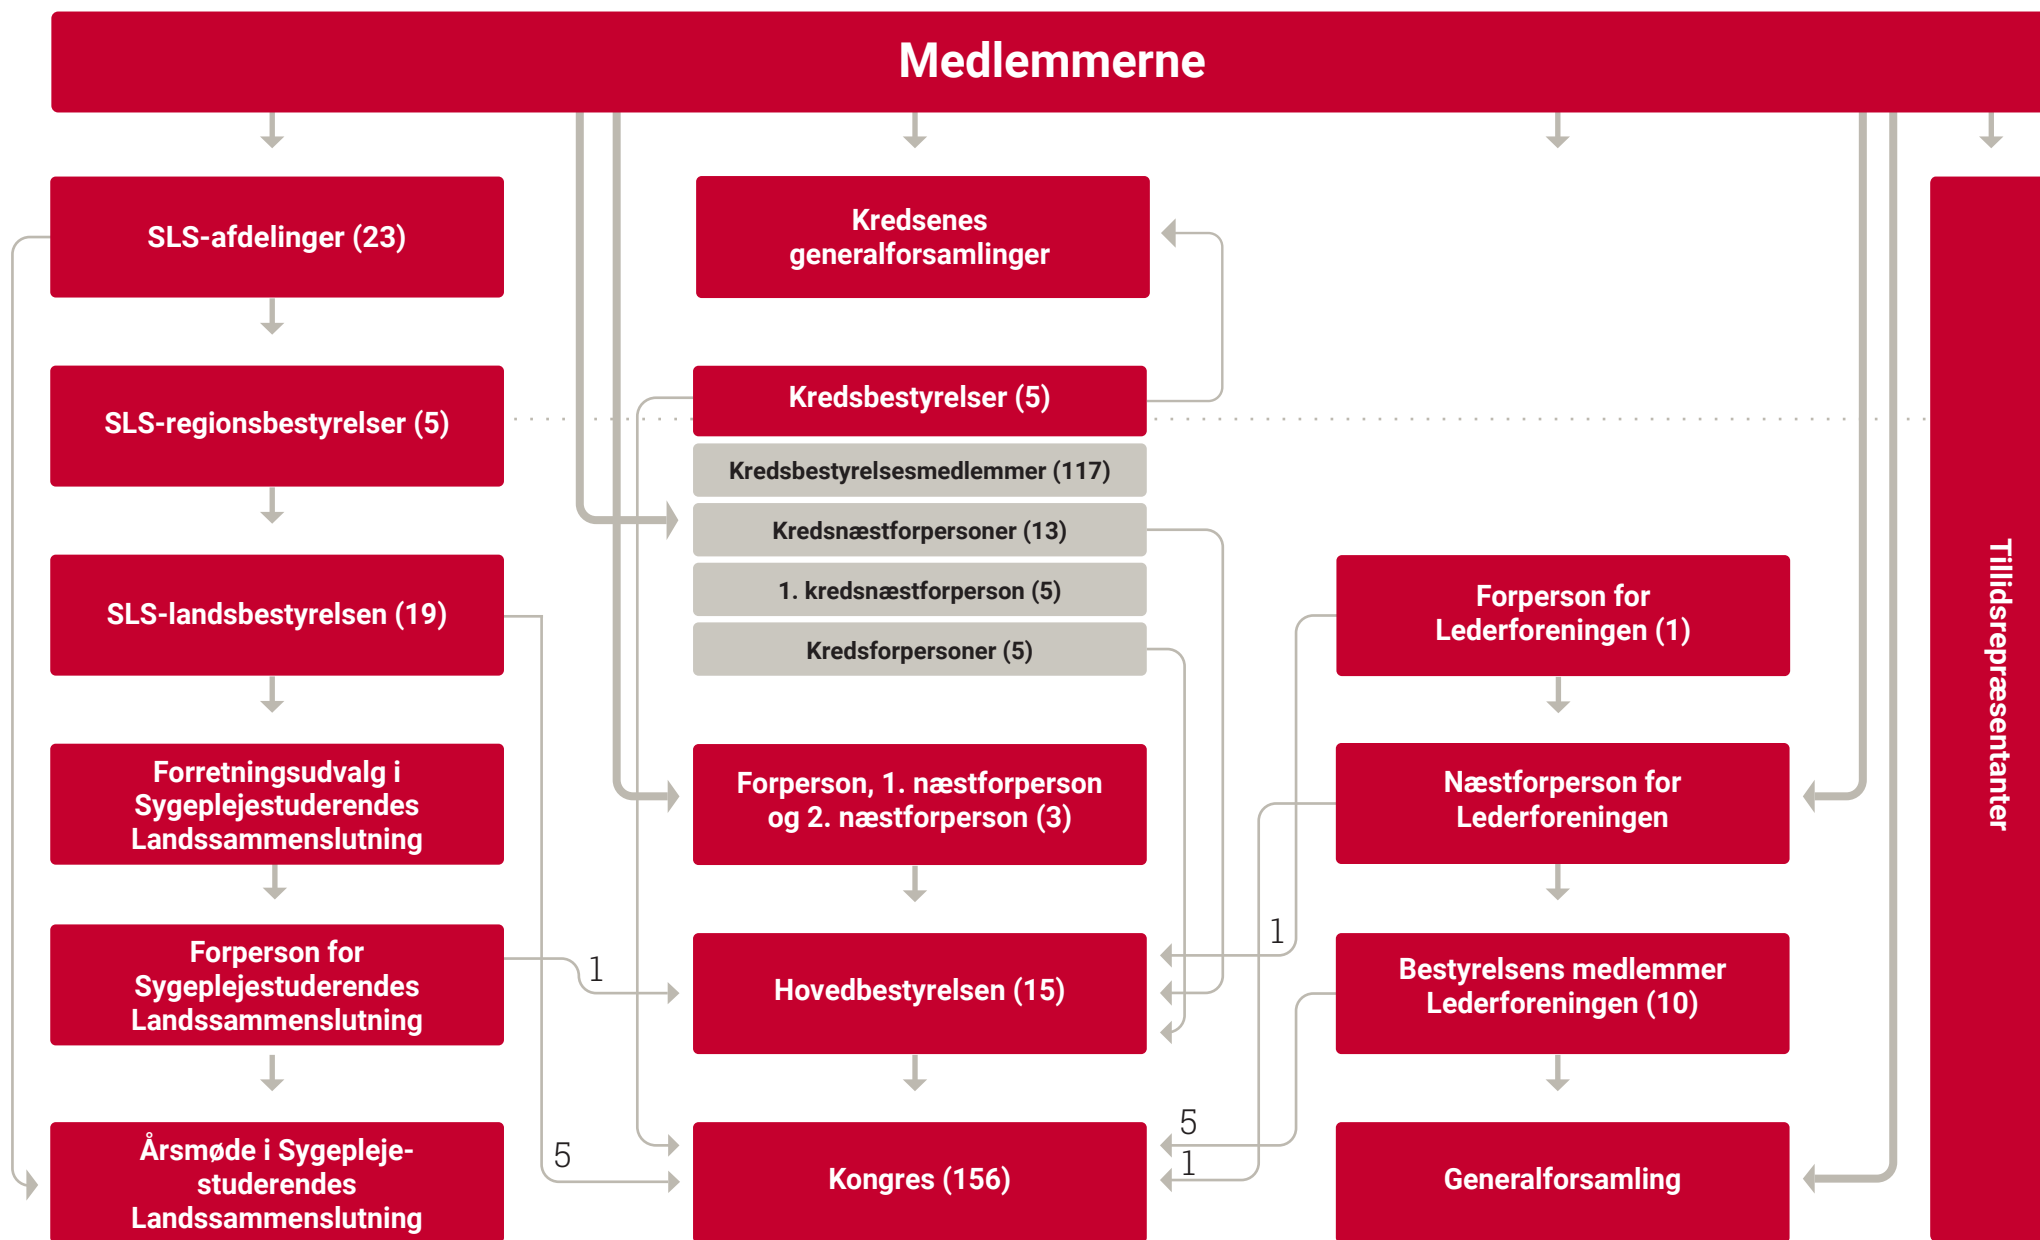 Medlemmerne
SLS-afdelinger (23)
SLS-regionsbestyrelser (5)
SLS-landsbestyrelsen (19)
Forretningsudvalg i
Sygeplejestuderendes
Landssammenslutning
Forperson for
Sygeplejestuderendes
Landssammenslutning
1
Årsmøde i Sygepleje-
studerendes
Landssammenslutning
5
Kredsenes
generalforsamlinger
Kredsbestyrelser (5)
Kredsbestyrelsesmedlemmer (117)
Kredsnæstforpersoner (13)
1. kredsnæstforperson (5)
Kredsforpersoner (5)
Forperson, 1. næstforperson
og 2. næstforperson (3)
Hovedbestyrelsen (15)
Kongres (156)
Forperson for
Lederforeningen (1)
Næstforperson for
Lederforeningen
1
Bestyrelsens medlemmer
Lederforeningen (10)
5
1
Generalforsamling
Tillidsrepræsentanter